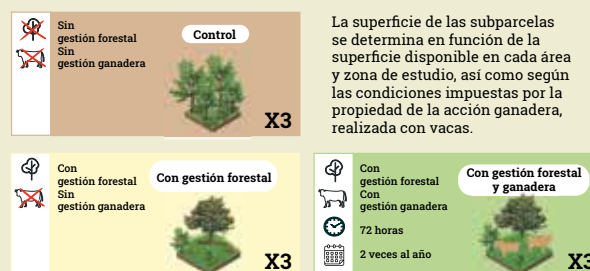 Sin
gestión forestal
Sin
gestión ganadera
Control
X3
La superficie de las subparcelas
se determina en función de la
superficie disponible en cada área
y zona de estudio, así como según
las condiciones impuestas por la
propiedad de la acción ganadera,
realizada con vacas.
Con
gestión forestal
Sin
gestión ganadera
Con gestión forestal
X3
Con
gestión forestal
Con
gestión ganadera
72 horas
2 veces al año
Con gestión forestal
y ganadera
X3